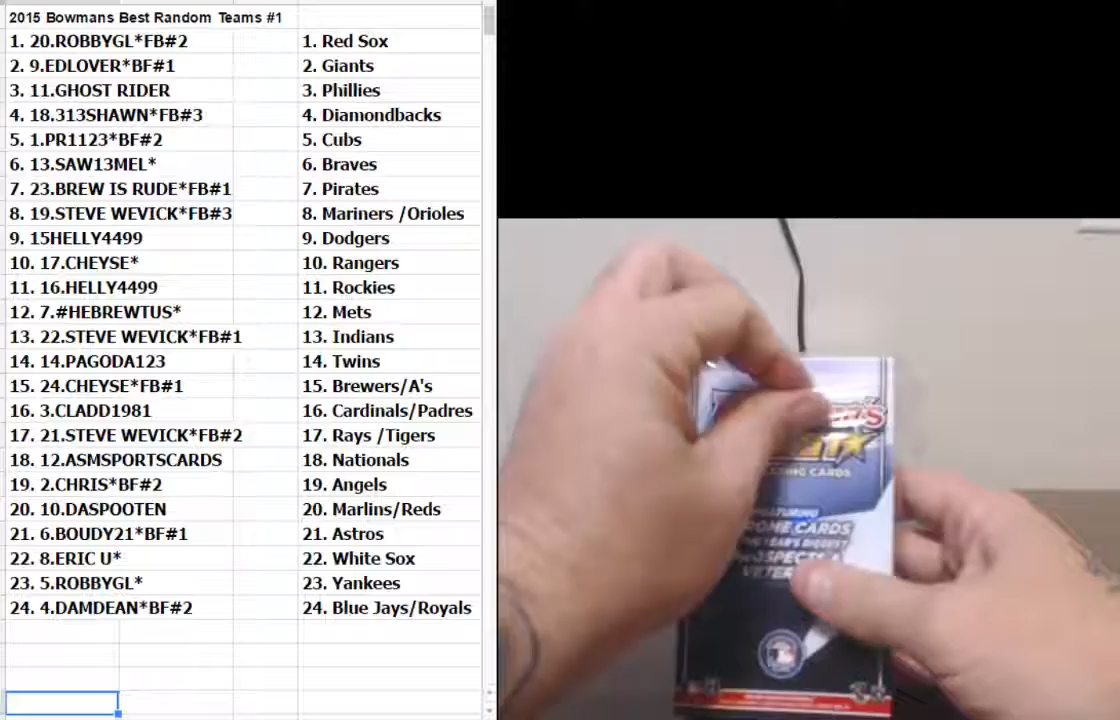 2015 Bowmans Best Random Teams #1
1. 20.ROBBYGL*FB#2 1. Red Sox
2. 9.EDLOVER*BF#1 2. Giants
3. 11.GHOST RIDER 3. Phillies
4. 18.313SHAWN*FB#3 4. Diamondbacks
5. 1.PR1123*BF#2 5. Cubs
6. 13.SAW13MEL* 6. Braves
7. 23.BREW IS RUDE*FB#1 7. Pirates
8. 19.STEVE WEVICK*FB#3 8. Mariners /Orioles
9. 15HELLY4499 9. Dodgers
10. 17.CHEYSE* 10. Rangers
11. 16.HELLY4499 11. Rockies
12. 7.#HEBREWTUS* 12. Mets
13. 22.STEVE WEVICK*FB#1 13. Indians
14. 14.PAGODA123 14. Twins
15. 24.CHEYSE*FB#1 15. Brewers/A's
16. 3.CLADD1981 16. Cardinals/Padres
17. 21.STEVE WEVICK*FB#2 17. Rays /Tigers
18. 12.ASMSPORTSCARDS 18. Nationals
19. 2.CHRIS*BF#2 19. Angels
20. 10.DASPOOTEN 20. Marlins/Reds
21. 6.BOUDY21*BF#1 21. Astros
22. 8.ERIC U* 22. White Sox
23. 5.ROBBYGL* 23. Yankees
24. 4.DAMDEAN*BF#2 24. Blue Jays/Royals
CARDS
CARDS